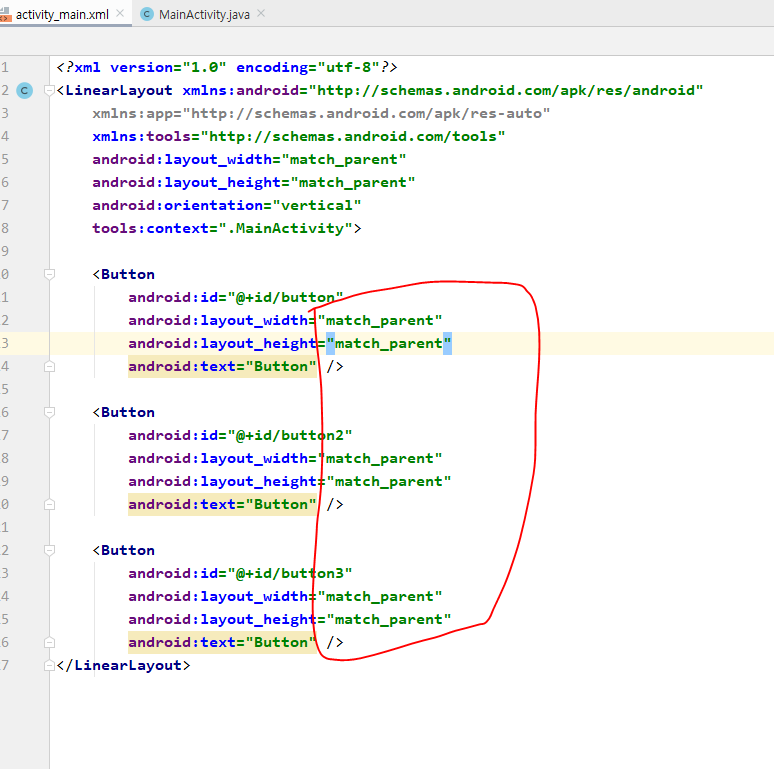 activity_main.xml
MainActivity.java
1 <?xml version="1.0" encoding="utf-8"?>
2 <LinearLayout xmlns:android="http://schemas.android.com/apk/res/android"
3 xmlns:app="http://schemas.android.com/apk/res-auto"
4 xmlns:tools="http://schemas.android.com/tools"
5 android:layout_width="match_parent"
6 android:layout_height="match_parent"
7 android:orientation="vertical"
8 tools:context=".MainActivity">
9
0 <Button
1 android:id="@+id/button"
2 android:layout_width="match_parent"
3 android:layout_height="match_parent"
4 android:text="Button" />
5
6 <Button
7 android:id="@+id/button2"
8 android:layout_width="match_parent"
9 android:layout_height="match_parent"
0 android:text="Button" />
1
2 <Button
3 android:id="@+id/button3"
4 android:layout_width="match_parent"
5 android:layout_height="match_parent"
6 android:text="Button" />
7 </LinearLayout>